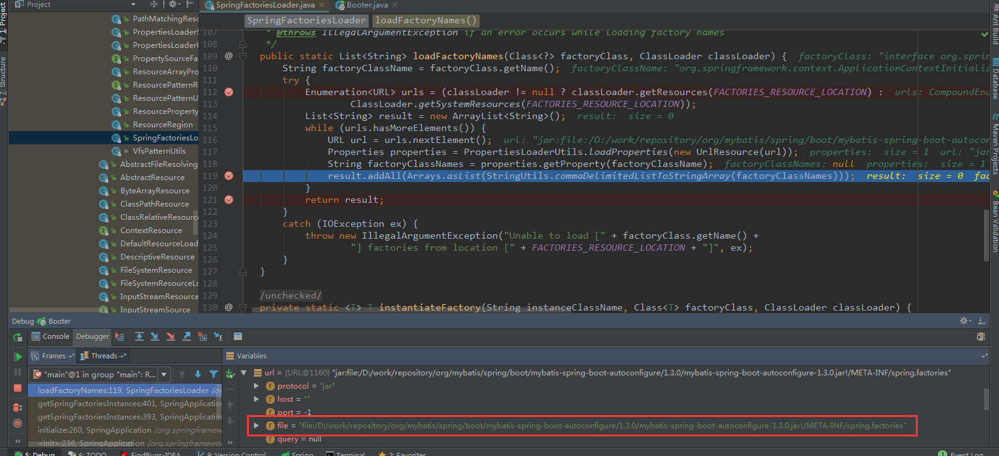 Project
SpringFactoriesLoader.java
Booter.java
1: Project
7: Structure
PathMatchingReso
PropertiesLoaderS
PropertiesLoaderU
PropertySourceFa
ResourceArrayPro
ResourcePatternR
ResourcePatternU
ResourceProperty
ResourceRegion
SpringFactoriesLo
VfsPatternUtils
AbstractFileResolving
AbstractResource
ByteArrayResource
ClassPathResource
ClassRelativeResource
ContextResource
DefaultResourceLoad
DescriptiveResource
FileSystemResource
FileSystemResourceLo
InputStreamResource
InputStreamSource
SpringFactoriesLoader
loadFactoryNames()
107 * @throws IllegalArgumentException if an error occurs while loading factory names
108 */
109 @ public static List<String> loadFactoryNames(Class<?> factoryClass, ClassLoader classLoader) { factoryClass: "interface org.sprin
110 String factoryClassName = factoryClass.getName(); factoryClassName: "org.springframework.context.ApplicationContextInitializ
111 try {
112 Enumeration<URL> urls = (classLoader != null ? classLoader.getResources(FACTORIES_RESOURCE_LOCATION) : urls: CompoundEnu
113 ClassLoader.getSystemResources(FACTORIES_RESOURCE_LOCATION));
114 List<String> result = new ArrayList<String>(); result: size = 0
115 while (urls.hasMoreElements()) {
116 URL url = urls.nextElement(); url: "jar:file:/D:/work/repository/org/mybatis/spring/boot/mybatis-spring-boot-autocon
117 Properties properties = PropertiesLoaderUtils.loadProperties(new UrlResource(url)); properties: size = 1 url: "jar
118 String factoryClassNames = properties.getProperty(factoryClassName); factoryClassNames: null properties: size = 1
119 result.addAll(Arrays.asList(StringUtils.commaDelimitedListToStringArray(factoryClassNames))); result: size = 0 fac
120 }
121 return result;
122 }
123 catch (IOException ex) {
124 throw new IllegalArgumentException("Unable to load [" + factoryClass.getName() +
125 "] factories from location [" + FACTORIES_RESOURCE_LOCATION + "]", ex);
126 }
127 }
128
129 /unchecked/
130 @ private static <T> T instantiateFactory(String instanceClassName, Class<T> factoryClass, ClassLoader classLoader) {
Ant Build
Database
Maven Projects
Bean Validation
Debug Booter
Console
Debugger
Frames
Threads
Variables
"main"@1 in group "main": R...
loadFactoryNames:119, SpringFactoriesLoader (org.spring
getSpringFactoriesInstances:401, SpringApplication
getSpringFactoriesInstances:393, SpringApplication
initialize:260, SpringApplication (org.springframew
<init>:236, SpringApplication (org.springframewor
url = {URL@1160} "jar:file:/D:/work/repository/org/mybatis/spring/boot/mybatis-spring-boot-autoconfigure/1.3.0/mybatis-spring-boot-autoconfigure-1.3.0.jar!/META-INF/spring.factories"
protocol = "jar"
host = ""
port = -1
file = "file:/D:/work/repository/org/mybatis/spring/boot/mybatis-spring-boot-autoconfigure/1.3.0/mybatis-spring-boot-autoconfigure-1.3.0.jar!/META-INF/spring.factories"
query = null
5: Debug
6: TODO
FindBugs-IDEA
9: Version Control
Spring
Terminal
2: Favorites
1 Event Log